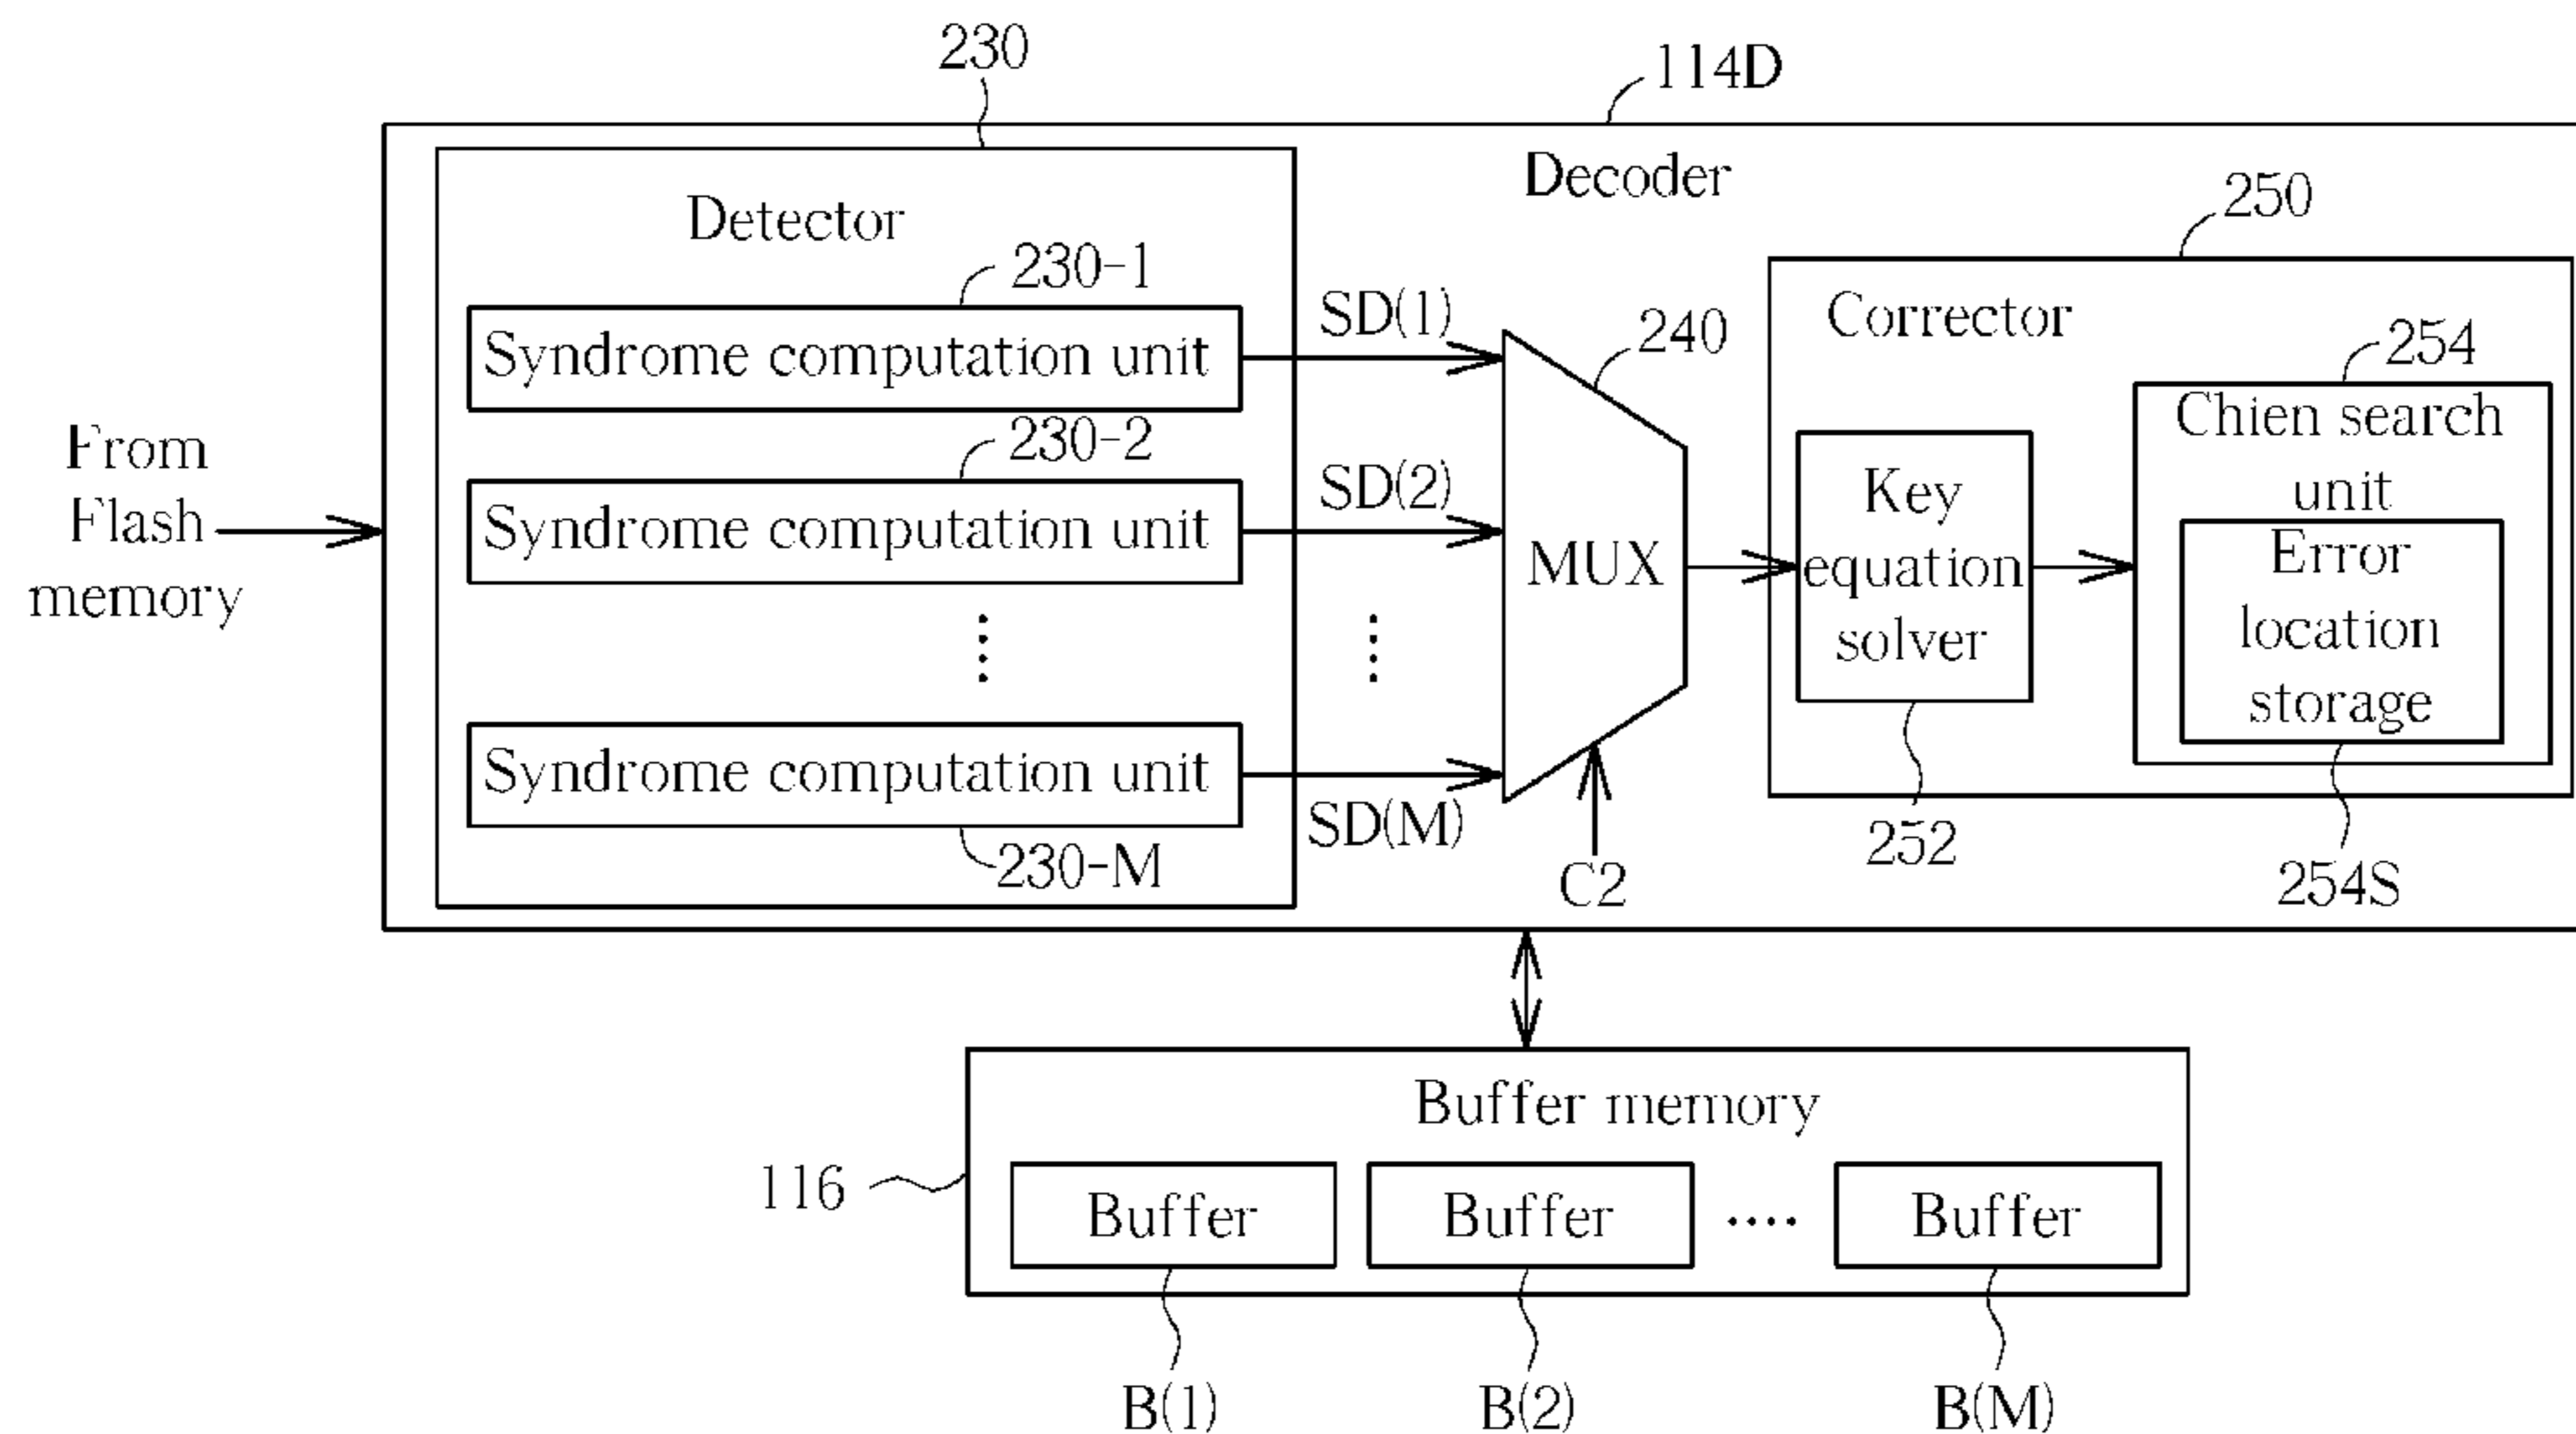 230
114D
Decoder
250
Detector
230-1
Syndrome computation unit
SD(1)
240
Corrector
254
Chien search
unit
From
Flash
memory
230-2
Syndrome computation unit
SD(2)
MUX
Key
equation
solver
Error
location
storage
Syndrome computation unit
230-M
SD(M)
C2
252
254S
Buffer memory
116
Buffer
Buffer
Buffer
B(1)
B(2)
B(M)